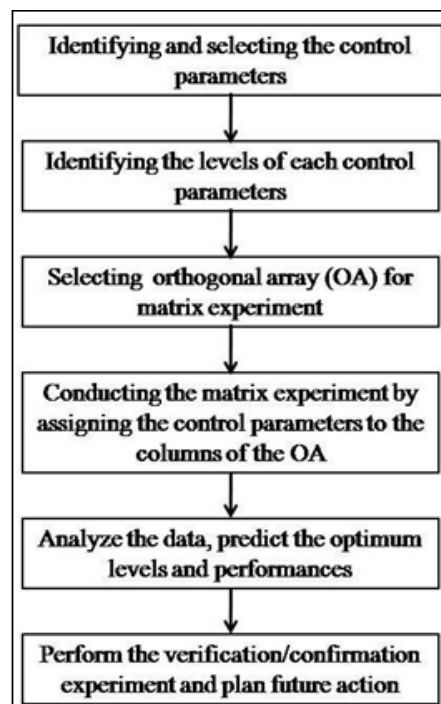 Identifying and selecting the control
parameters
Identifying the levels of each control
parameters
Selecting orthogonal array (OA) for
matrix experiment
Conducting the matrix experiment by
assigning the control parameters to the
columns of the OA
Analyze the data, predict the optimum
levels and performances
Perform the verification/confirmation
experiment and plan future action